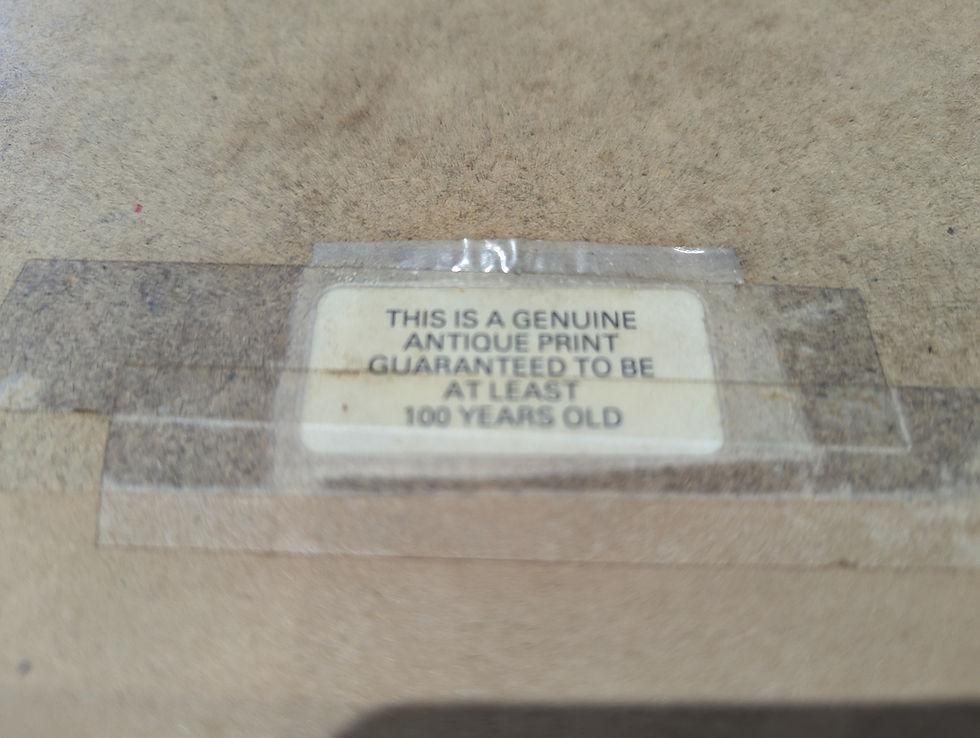 THIS IS A GENUINE
ANTIQUE PRINT
GUARANTEED TO BE
AT LEAST
100 YEARS OLD